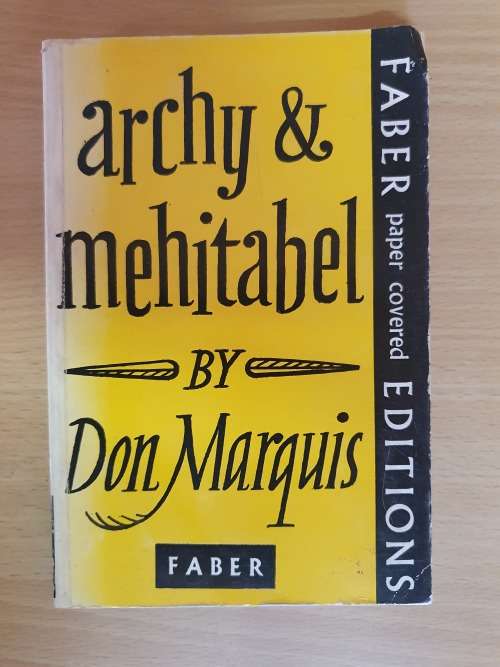 archy &
mehitabel
BY
Don Marquis
FABER
FABER paper covered EDITIONS